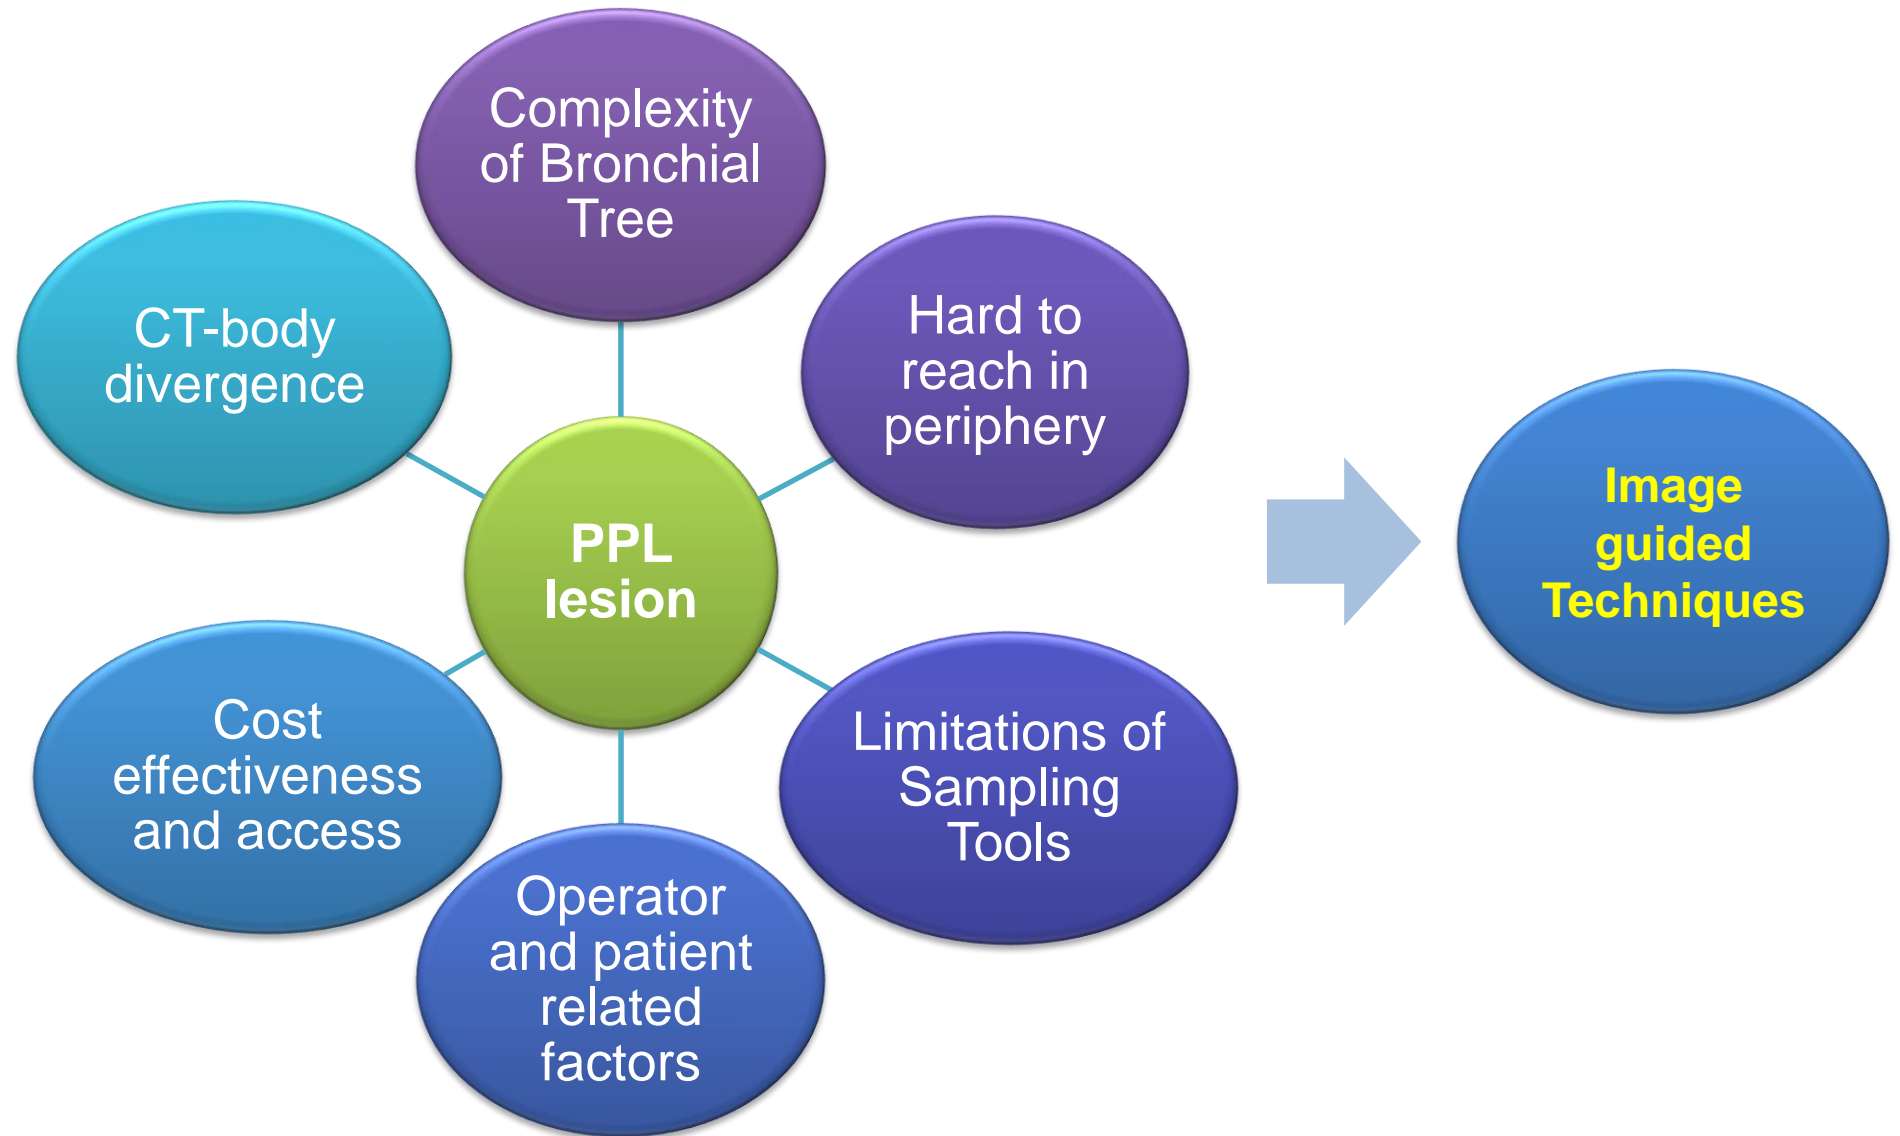 Complexity
of Bronchial
Tree
Hard to
reach in
periphery
Limitations of
Sampling
Tools
Operator
and patient
related
factors
Cost
effectiveness
and access
CT-body
divergence
PPL
lesion
Image
guided
Techniques